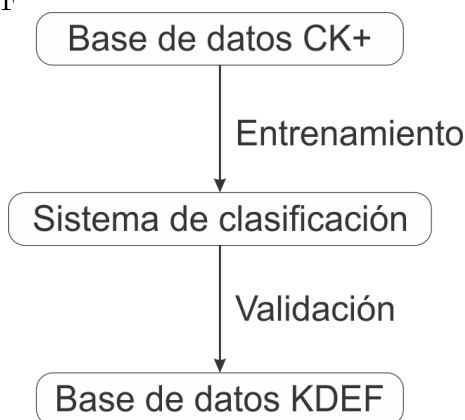 Base de datos CK+
Entrenamiento
Sistema de clasificación
Validación
Base de datos KDEF